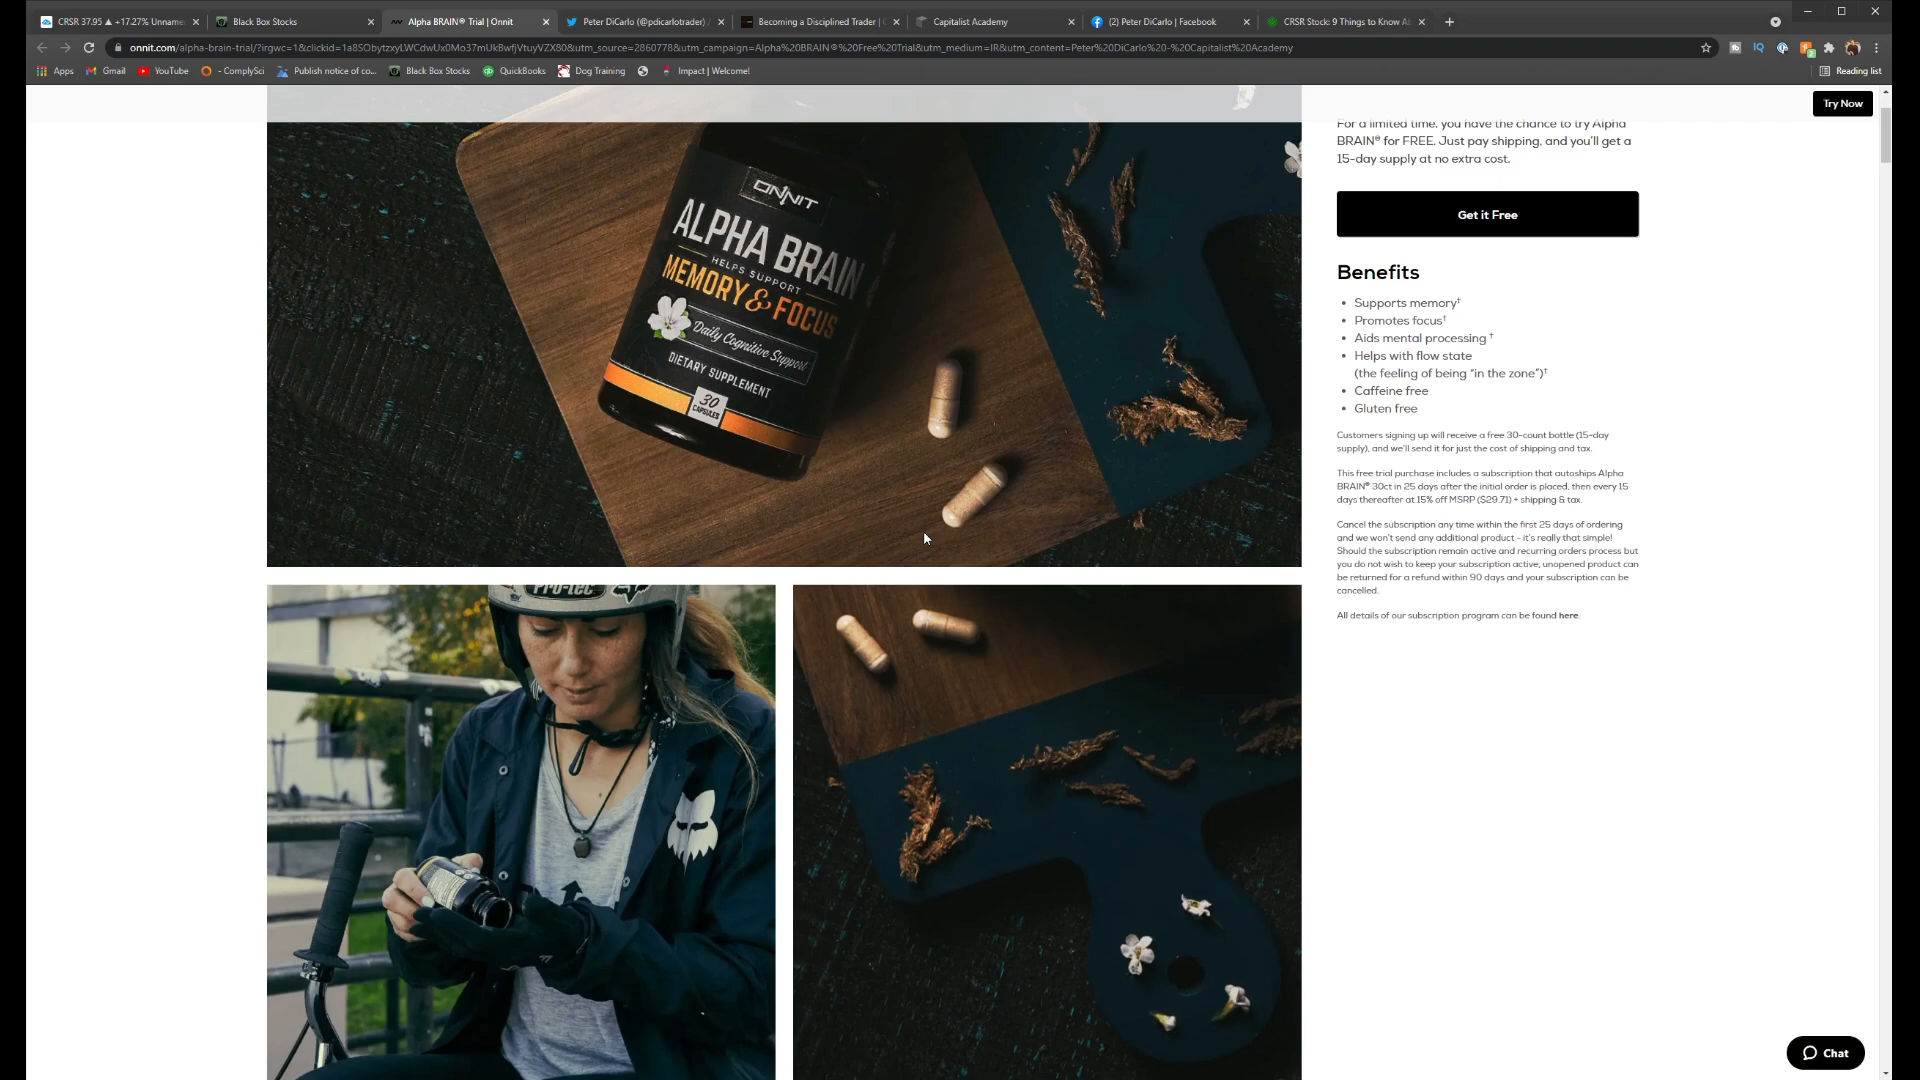 CRSR 37.95 ▲ +17.27% Unname
Black Box Stocks
Alpha BRAIN® Trial | Onnit
Peter DiCarlo (@pdicarlotrader) /
Becoming a Disciplined Trader |
Capitalist Academy
(2) Peter DiCarlo | Facebook
CRSR Stock: 9 Things to Know A
onnit.com/alpha-brain-trial/?irgwc=1&clickid=1a8SObytzxyLWCdwUx0Mo37mUkBwfjVtuyVZX80&utm_source=2860778&utm_campaign=Alpha%20BRAIN®%20Free%20Trial&utm_medium=IR&utm_content=Peter%20DiCarlo%20-%20Capitalist%20Academy
Apps
Gmail
YouTube
- ComplySci
Publish notice of co...
Black Box Stocks
QuickBooks
Dog Training
Impact | Welcome!
Reading list
Try Now
For a limited time, you have the chance to try Alpha
BRAIN® for FREE. Just pay shipping, and you'll get a
15-day supply at no extra cost.
Get it Free
Benefits
• Supports memory†
• Promotes focus†
• Aids mental processing †
• Helps with flow state
(the feeling of being "in the zone")†
• Caffeine free
• Gluten free
Customers signing up will receive a free 30-count bottle (15-day
supply), and we'll send it for just the cost of shipping and tax.
This free trial purchase includes a subscription that autoships Alpha
BRAIN® 30ct in 25 days after the initial order is placed, then every 15
days thereafter at 15% off MSRP ($29.71) + shipping & tax.
Cancel the subscription any time within the first 25 days of ordering
and we won't send any additional product - it's really that simple!
Should the subscription remain active and recurring orders process but
you do not wish to keep your subscription active, unopened product can
be returned for a refund within 90 days and your subscription can be
cancelled.
All details of our subscription program can be found here.
ONNIT
ALPHA BRAIN
HELPS SUPPORT
MEMORY & FOCUS
Daily Cognitive Support
DIETARY SUPPLEMENT
30
CAPSULES
PRO-TEC
Chat